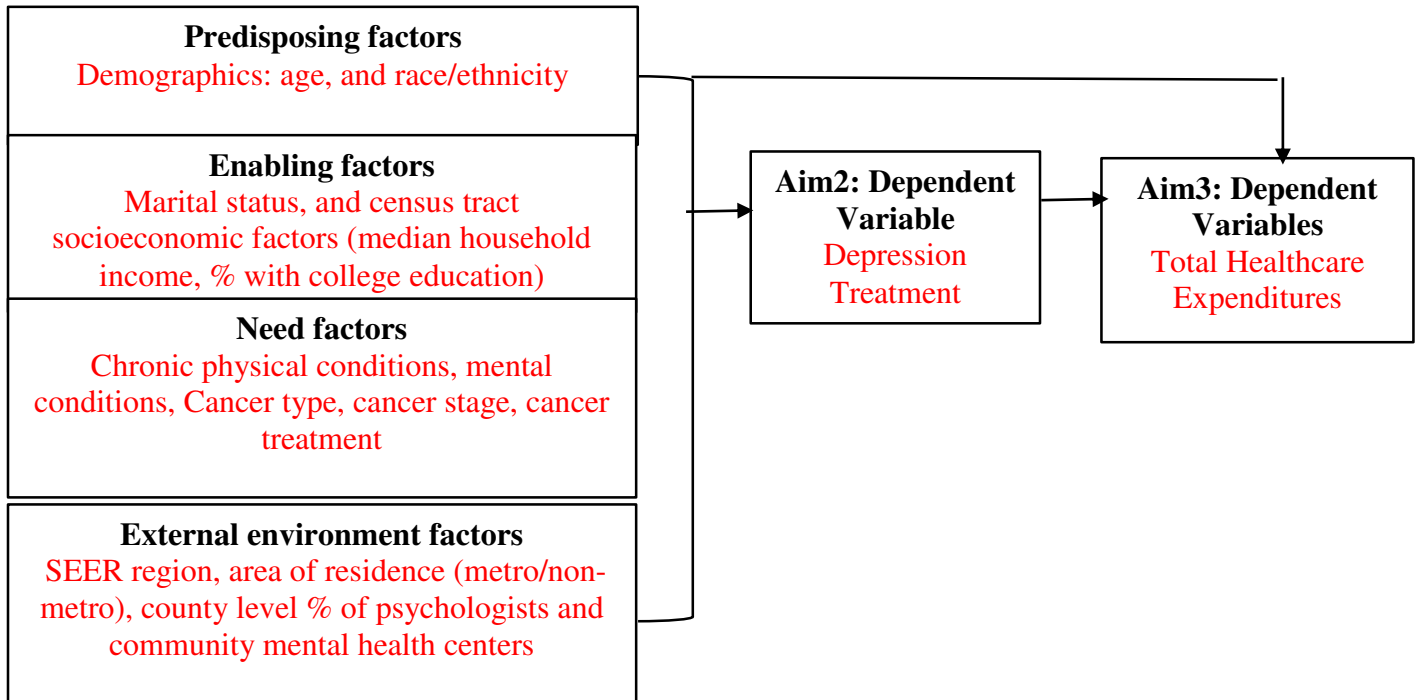 Predisposing factors
Demographics: age, and race/ethnicity
Enabling factors
Marital status, and census tract
socioeconomic factors (median household
income, % with college education)
Need factors
Chronic physical conditions, mental
conditions, Cancer type, cancer stage, cancer
treatment
External environment factors
SEER region, area of residence (metro/non-
metro), county level % of psychologists and
community mental health centers
Aim2: Dependent
Variable
Depression
Treatment
Aim3: Dependent
Variables
Total Healthcare
Expenditures